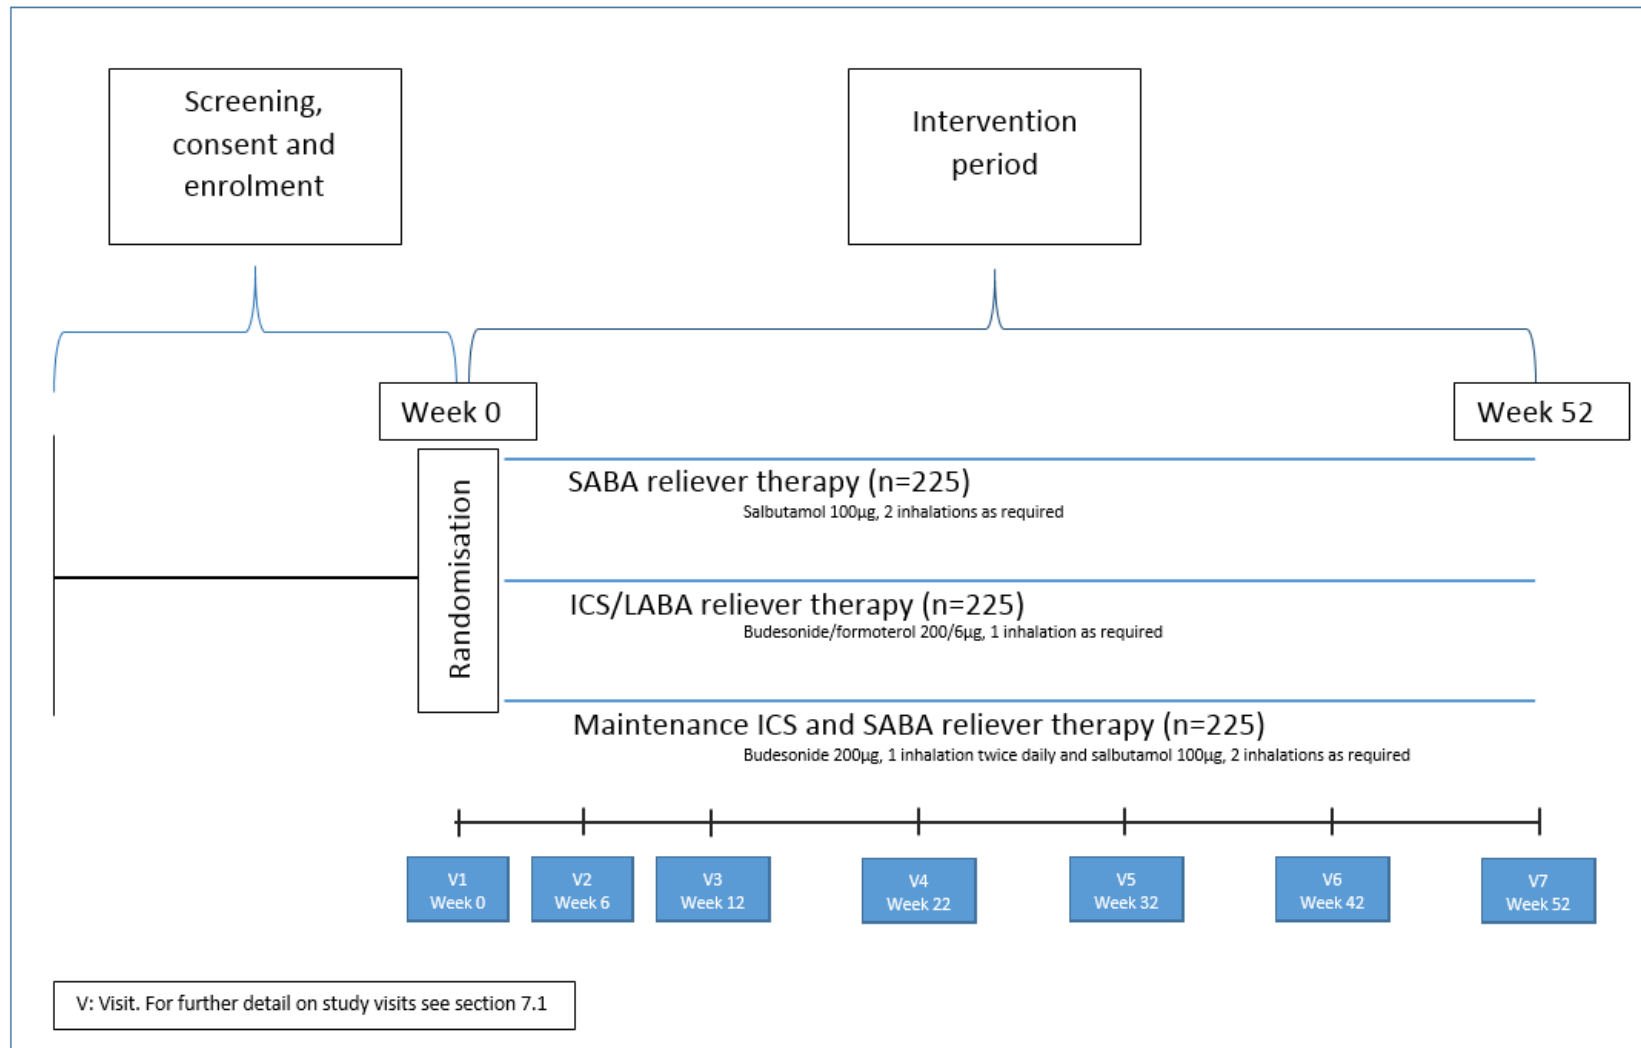 Screening,
consent and
enrolment
Intervention
period
Week 0
Week 52
Randomisation
SABA reliever therapy (n=225)
Salbutamol 100µg, 2 inhalations as required
ICS/LABA reliever therapy (n=225)
Budesonide/formoterol 200/6µg, 1 inhalation as required
Maintenance ICS and SABA reliever therapy (n=225)
Budesonide 200µg, 1 inhalation twice daily and salbutamol 100µg, 2 inhalations as required
V1
Week 0
V2
Week 6
V3
Week 12
V4
Week 22
V5
Week 32
V6
Week 42
V7
Week 52
V: Visit. For further detail on study visits see section 7.1